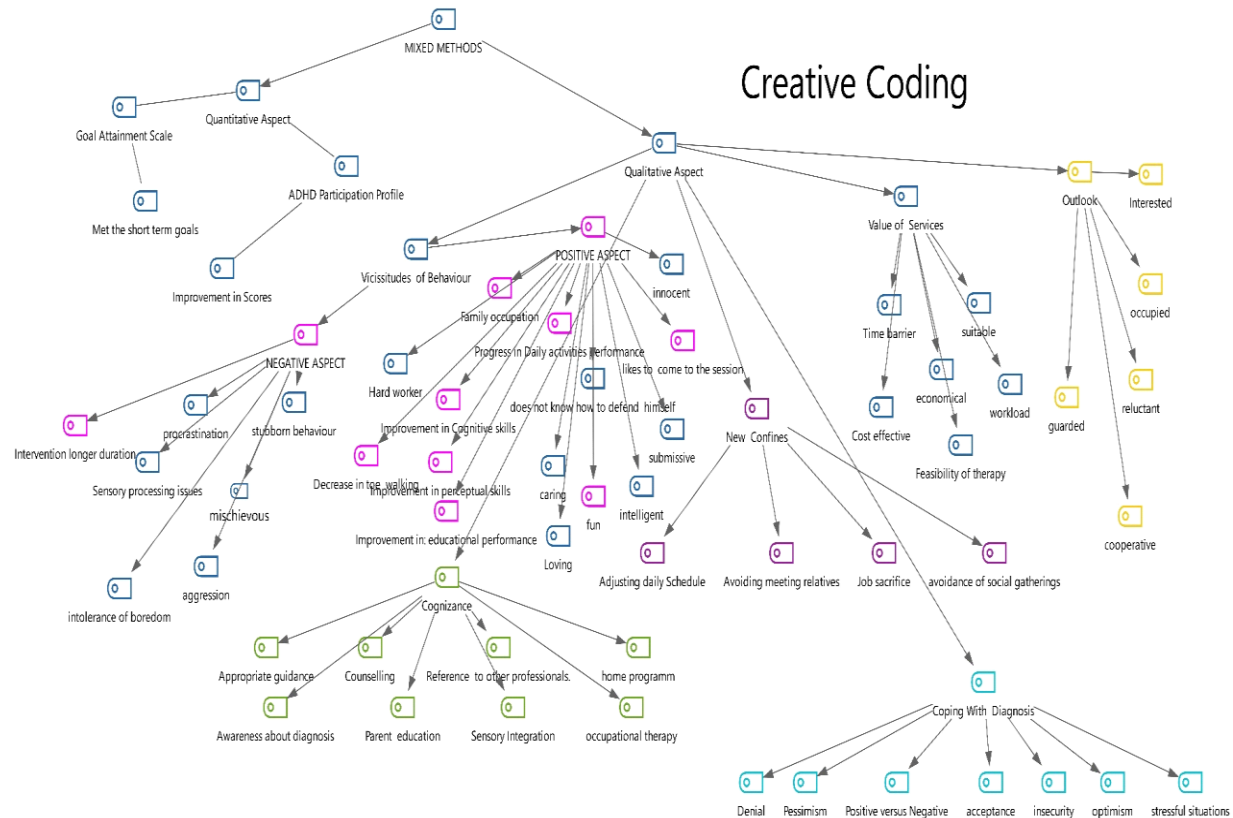 MIXED METHODS
Creative Coding
Quantitative Aspect
Goal Attainment Scale
Qualitative Aspect
ADHD Participation Profile
Met the short term goals
Outlook
Interested
Value of Services
POSITIVE ASPECT
Vicissitudes of Behaviour
Improvement in Scores
innocent
Family occupation
Time barrier
suitable
occupied
Progress in Daily activities performance
likes to come to the session
NEGATIVE ASPECT
Hard worker
does not know how to defend himself
economical
workload
reluctant
guarded
procrastination
stubborn behaviour
Improvement in Cognitive skills
submissive
New Confines
Cost effective
Feasibility of therapy
Intervention longer duration
Sensory processing issues
mischievous
Decrease in toe walking
Improvement in perceptual skills
caring
fun
intelligent
cooperative
Improvement in: educational performance
Loving
intolerance of boredom
aggression
Adjusting daily Schedule
Avoiding meeting relatives
Job sacrifice
avoidance of social gatherings
Cognizance
Appropriate guidance
Counselling
Reference to other professionals.
home programm
Awareness about diagnosis
Parent education
Sensory Integration
occupational therapy
Coping With Diagnosis
Denial
Pessimism
Positive versus Negative
acceptance
insecurity
optimism
stressful situations